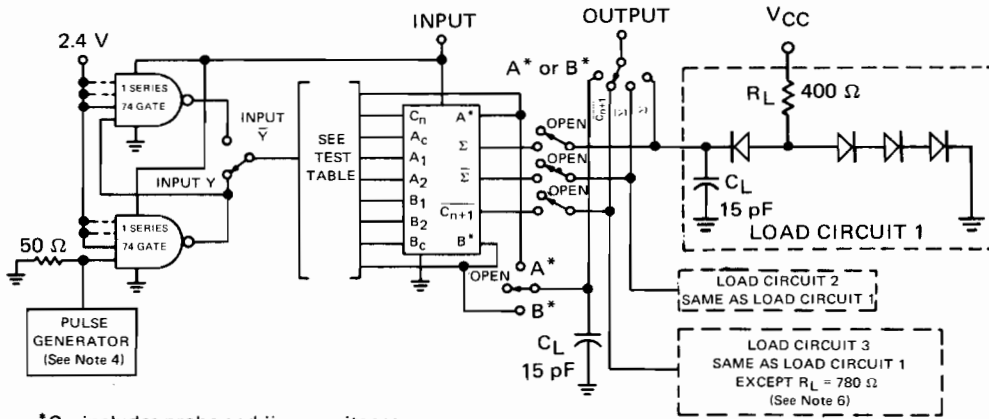 INPUT
OUTPUT
VCC
2.4 V
A* or B*
1 SERIES
74 GATE
INPUT
Y̅
INPUT Y
SEE
TEST
TABLE
Cn
Ac
A1
A2
B1
B2
Bc
A*
Σ
Σ̅
C̅n+1
B*
OPEN
OPEN
OPEN
OPEN
C̅n+1
Σ̅
Σ
RL
400 Ω
CL
15 pF
LOAD CIRCUIT 1
1 SERIES
74 GATE
50 Ω
PULSE
GENERATOR
(See Note 4)
A*
B*
CL
15 pF
LOAD CIRCUIT 2
SAME AS LOAD CIRCUIT 1
LOAD CIRCUIT 3
SAME AS LOAD CIRCUIT 1
EXCEPT RL = 780 Ω
(See Note 6)